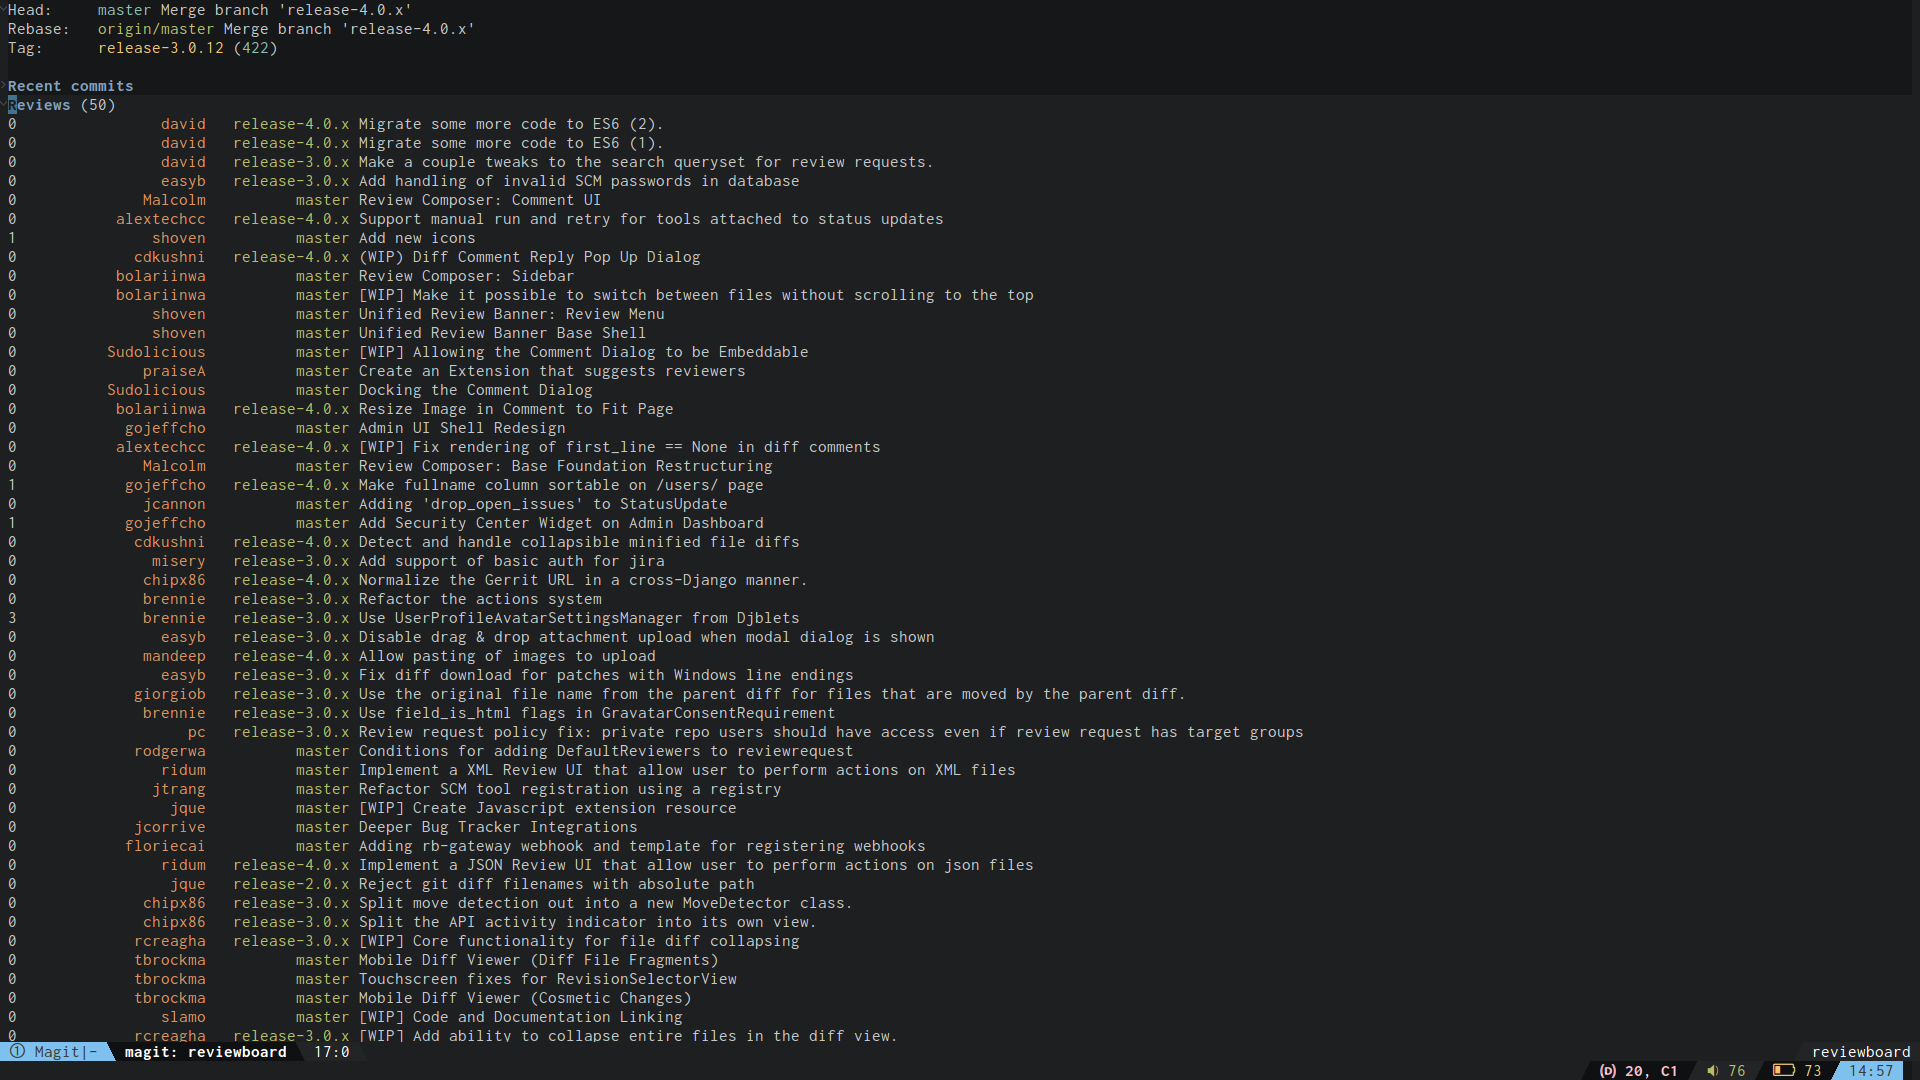 Head:     master Merge branch 'release-4.0.x'
Rebase:   origin/master Merge branch 'release-4.0.x'
Tag:      release-3.0.12 (422)
Recent commits
Reviews (50)
0 david release-4.0.x Migrate some more code to ES6 (2).
0 david release-4.0.x Migrate some more code to ES6 (1).
0 david release-3.0.x Make a couple tweaks to the search queryset for review requests.
0 easyb release-3.0.x Add handling of invalid SCM passwords in database
0 Malcolm master Review Composer: Comment UI
0 alextechcc release-4.0.x Support manual run and retry for tools attached to status updates
1 shoven master Add new icons
0 cdkushni release-4.0.x (WIP) Diff Comment Reply Pop Up Dialog
0 bolariinwa master Review Composer: Sidebar
0 bolariinwa master [WIP] Make it possible to switch between files without scrolling to the top
0 shoven master Unified Review Banner: Review Menu
0 shoven master Unified Review Banner Base Shell
0 Sudolicious master [WIP] Allowing the Comment Dialog to be Embeddable
0 praiseA master Create an Extension that suggests reviewers
0 Sudolicious master Docking the Comment Dialog
0 bolariinwa release-4.0.x Resize Image in Comment to Fit Page
0 gojeffcho master Admin UI Shell Redesign
0 alextechcc release-4.0.x [WIP] Fix rendering of first_line == None in diff comments
0 Malcolm master Review Composer: Base Foundation Restructuring
1 gojeffcho release-4.0.x Make fullname column sortable on /users/ page
0 jcannon master Adding 'drop_open_issues' to StatusUpdate
1 gojeffcho master Add Security Center Widget on Admin Dashboard
0 cdkushni release-4.0.x Detect and handle collapsible minified file diffs
0 misery release-3.0.x Add support of basic auth for jira
0 chipx86 release-4.0.x Normalize the Gerrit URL in a cross-Django manner.
0 brennie release-3.0.x Refactor the actions system
3 brennie release-3.0.x Use UserProfileAvatarSettingsManager from Djblets
0 easyb release-3.0.x Disable drag & drop attachment upload when modal dialog is shown
0 mandeep release-4.0.x Allow pasting of images to upload
0 easyb release-3.0.x Fix diff download for patches with Windows line endings
0 giorgiob release-3.0.x Use the original file name from the parent diff for files that are moved by the parent diff.
0 brennie release-3.0.x Use field_is_html flags in GravatarConsentRequirement
0 pc release-3.0.x Review request policy fix: private repo users should have access even if review request has target groups
0 rodgerwa master Conditions for adding DefaultReviewers to reviewrequest
0 ridum master Implement a XML Review UI that allow user to perform actions on XML files
0 jtrang master Refactor SCM tool registration using a registry
0 jque master [WIP] Create Javascript extension resource
0 jcorrive master Deeper Bug Tracker Integrations
0 floriecai master Adding rb-gateway webhook and template for registering webhooks
0 ridum release-4.0.x Implement a JSON Review UI that allow user to perform actions on json files
0 jque release-2.0.x Reject git diff filenames with absolute path
0 chipx86 release-3.0.x Split move detection out into a new MoveDetector class.
0 chipx86 release-3.0.x Split the API activity indicator into its own view.
0 rcreagha release-3.0.x [WIP] Core functionality for file diff collapsing
0 tbrockma master Mobile Diff Viewer (Diff File Fragments)
0 tbrockma master Touchscreen fixes for RevisionSelectorView
0 tbrockma master Mobile Diff Viewer (Cosmetic Changes)
0 slamo master [WIP] Code and Documentation Linking
0 rcreagha release-3.0.x [WIP] Add ability to collapse entire files in the diff view.
① Magit|- magit: reviewboard 17:0 reviewboard
(D) 20, C1 76 73 14:57